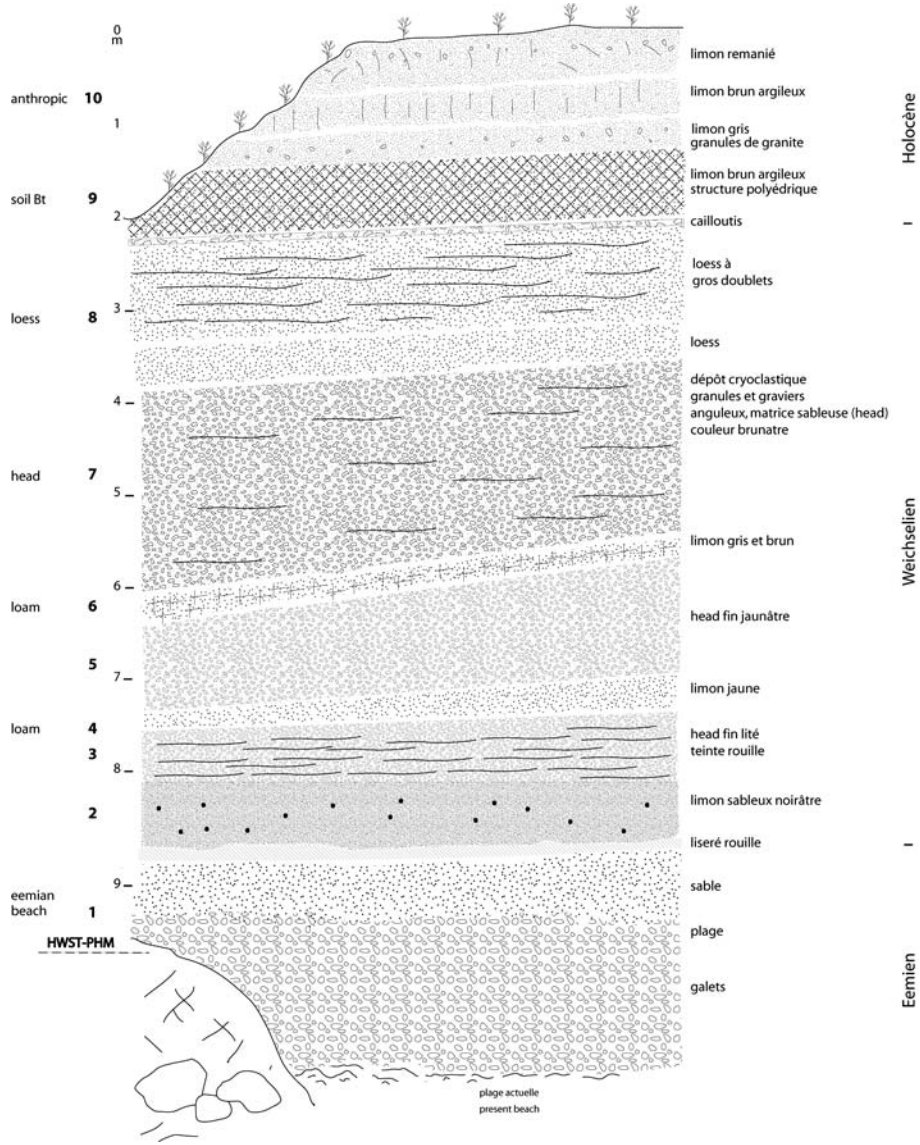 0
m
limon remanié
limon brun argileux
anthropic 10
1
limon gris
granules de granite
Holocène
limon brun argileux
structure polyédrique
soil Bt 9
2
cailloutis
loess à
gros doublets
3
loess 8
loess
dépôt cryoclastique
granules et graviers
anguleux, matrice sableuse (head)
couleur brunatre
4
head 7
5
Weichselien
limon gris et brun
6
loam 6
head fin jaunâtre
5
7
limon jaune
loam 4
head fin lité
teinte rouille
3
8
limon sableux noirâtre
2
liseré rouille
9
sable
eemian
beach 1
plage
HWST-PHM
Eemien
galets
plage actuelle
present beach